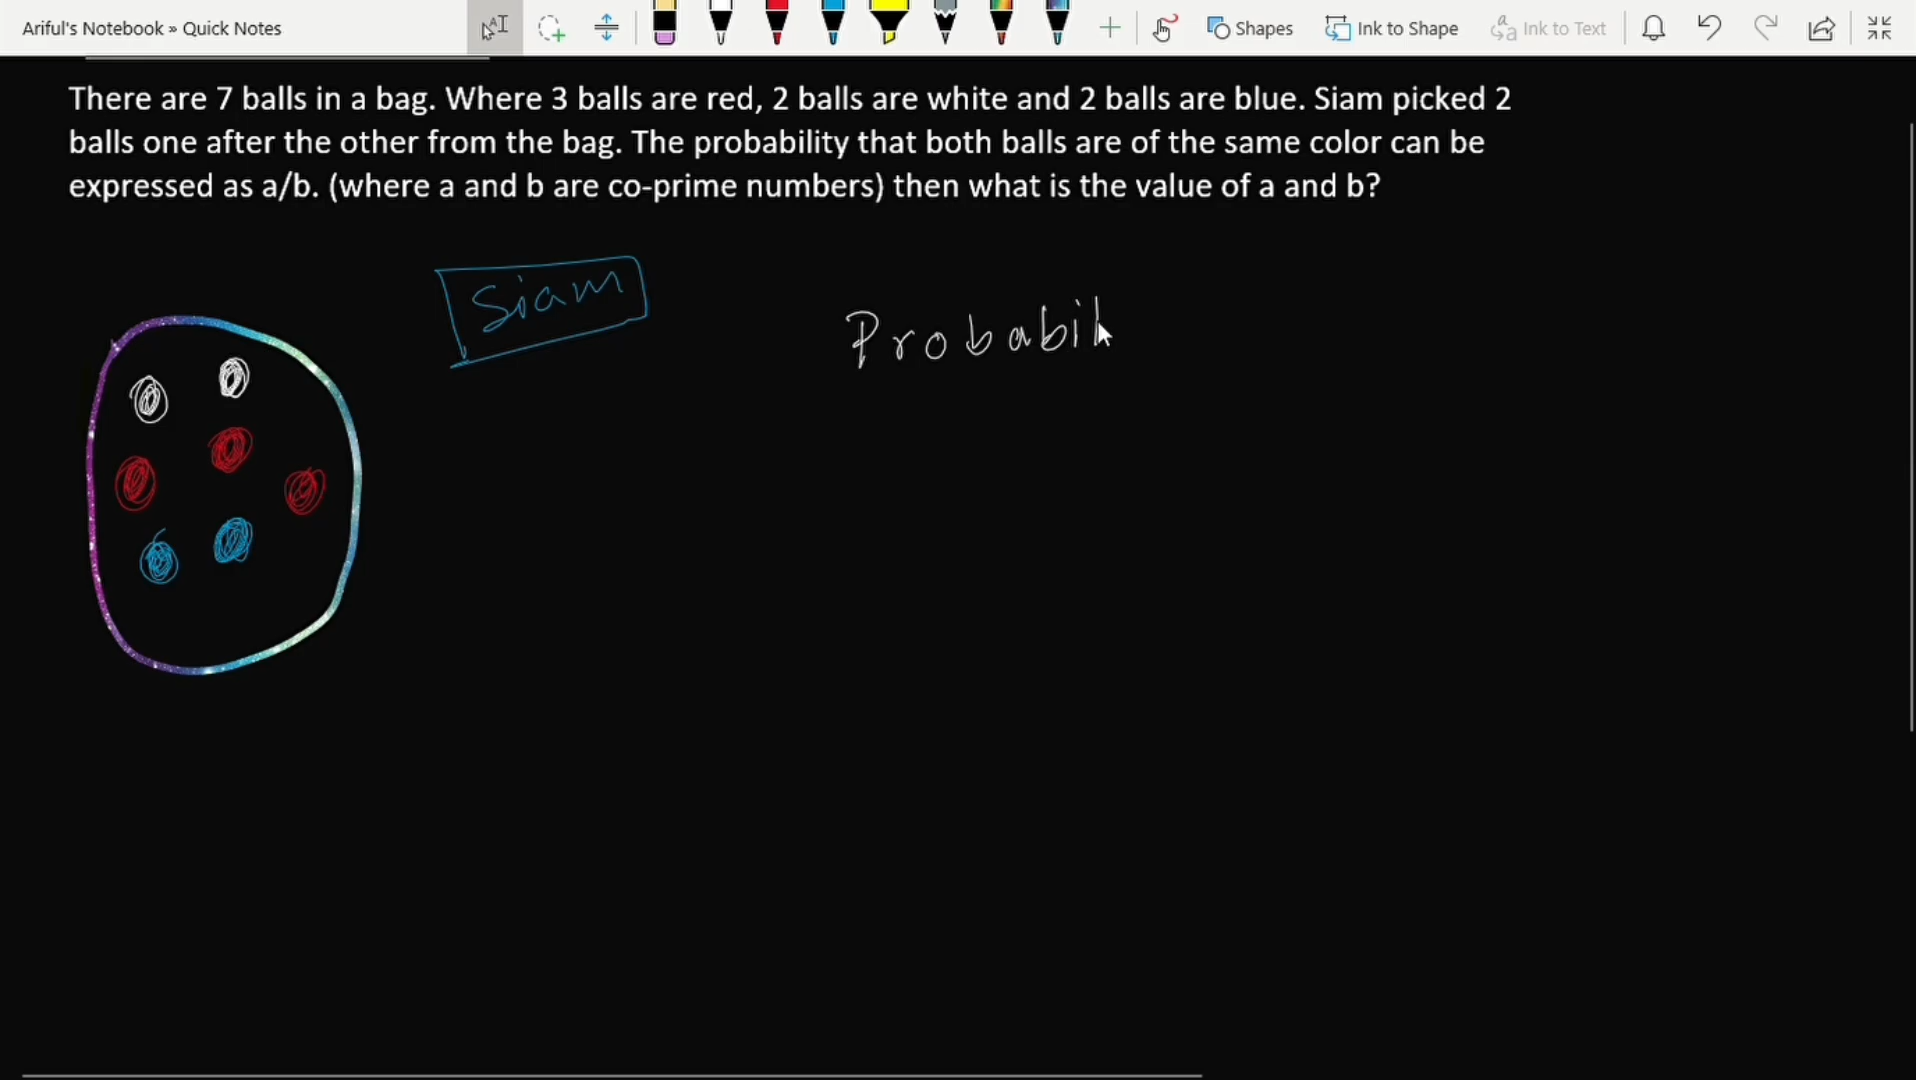 Ariful's Notebook » Quick Notes
Shapes
Ink to Shape
Ink to Text
There are 7 balls in a bag. Where 3 balls are red, 2 balls are white and 2 balls are blue. Siam picked 2
balls one after the other from the bag. The probability that both balls are of the same color can be
expressed as a/b. (where a and b are co-prime numbers) then what is the value of a and b?
Siam
Probabil